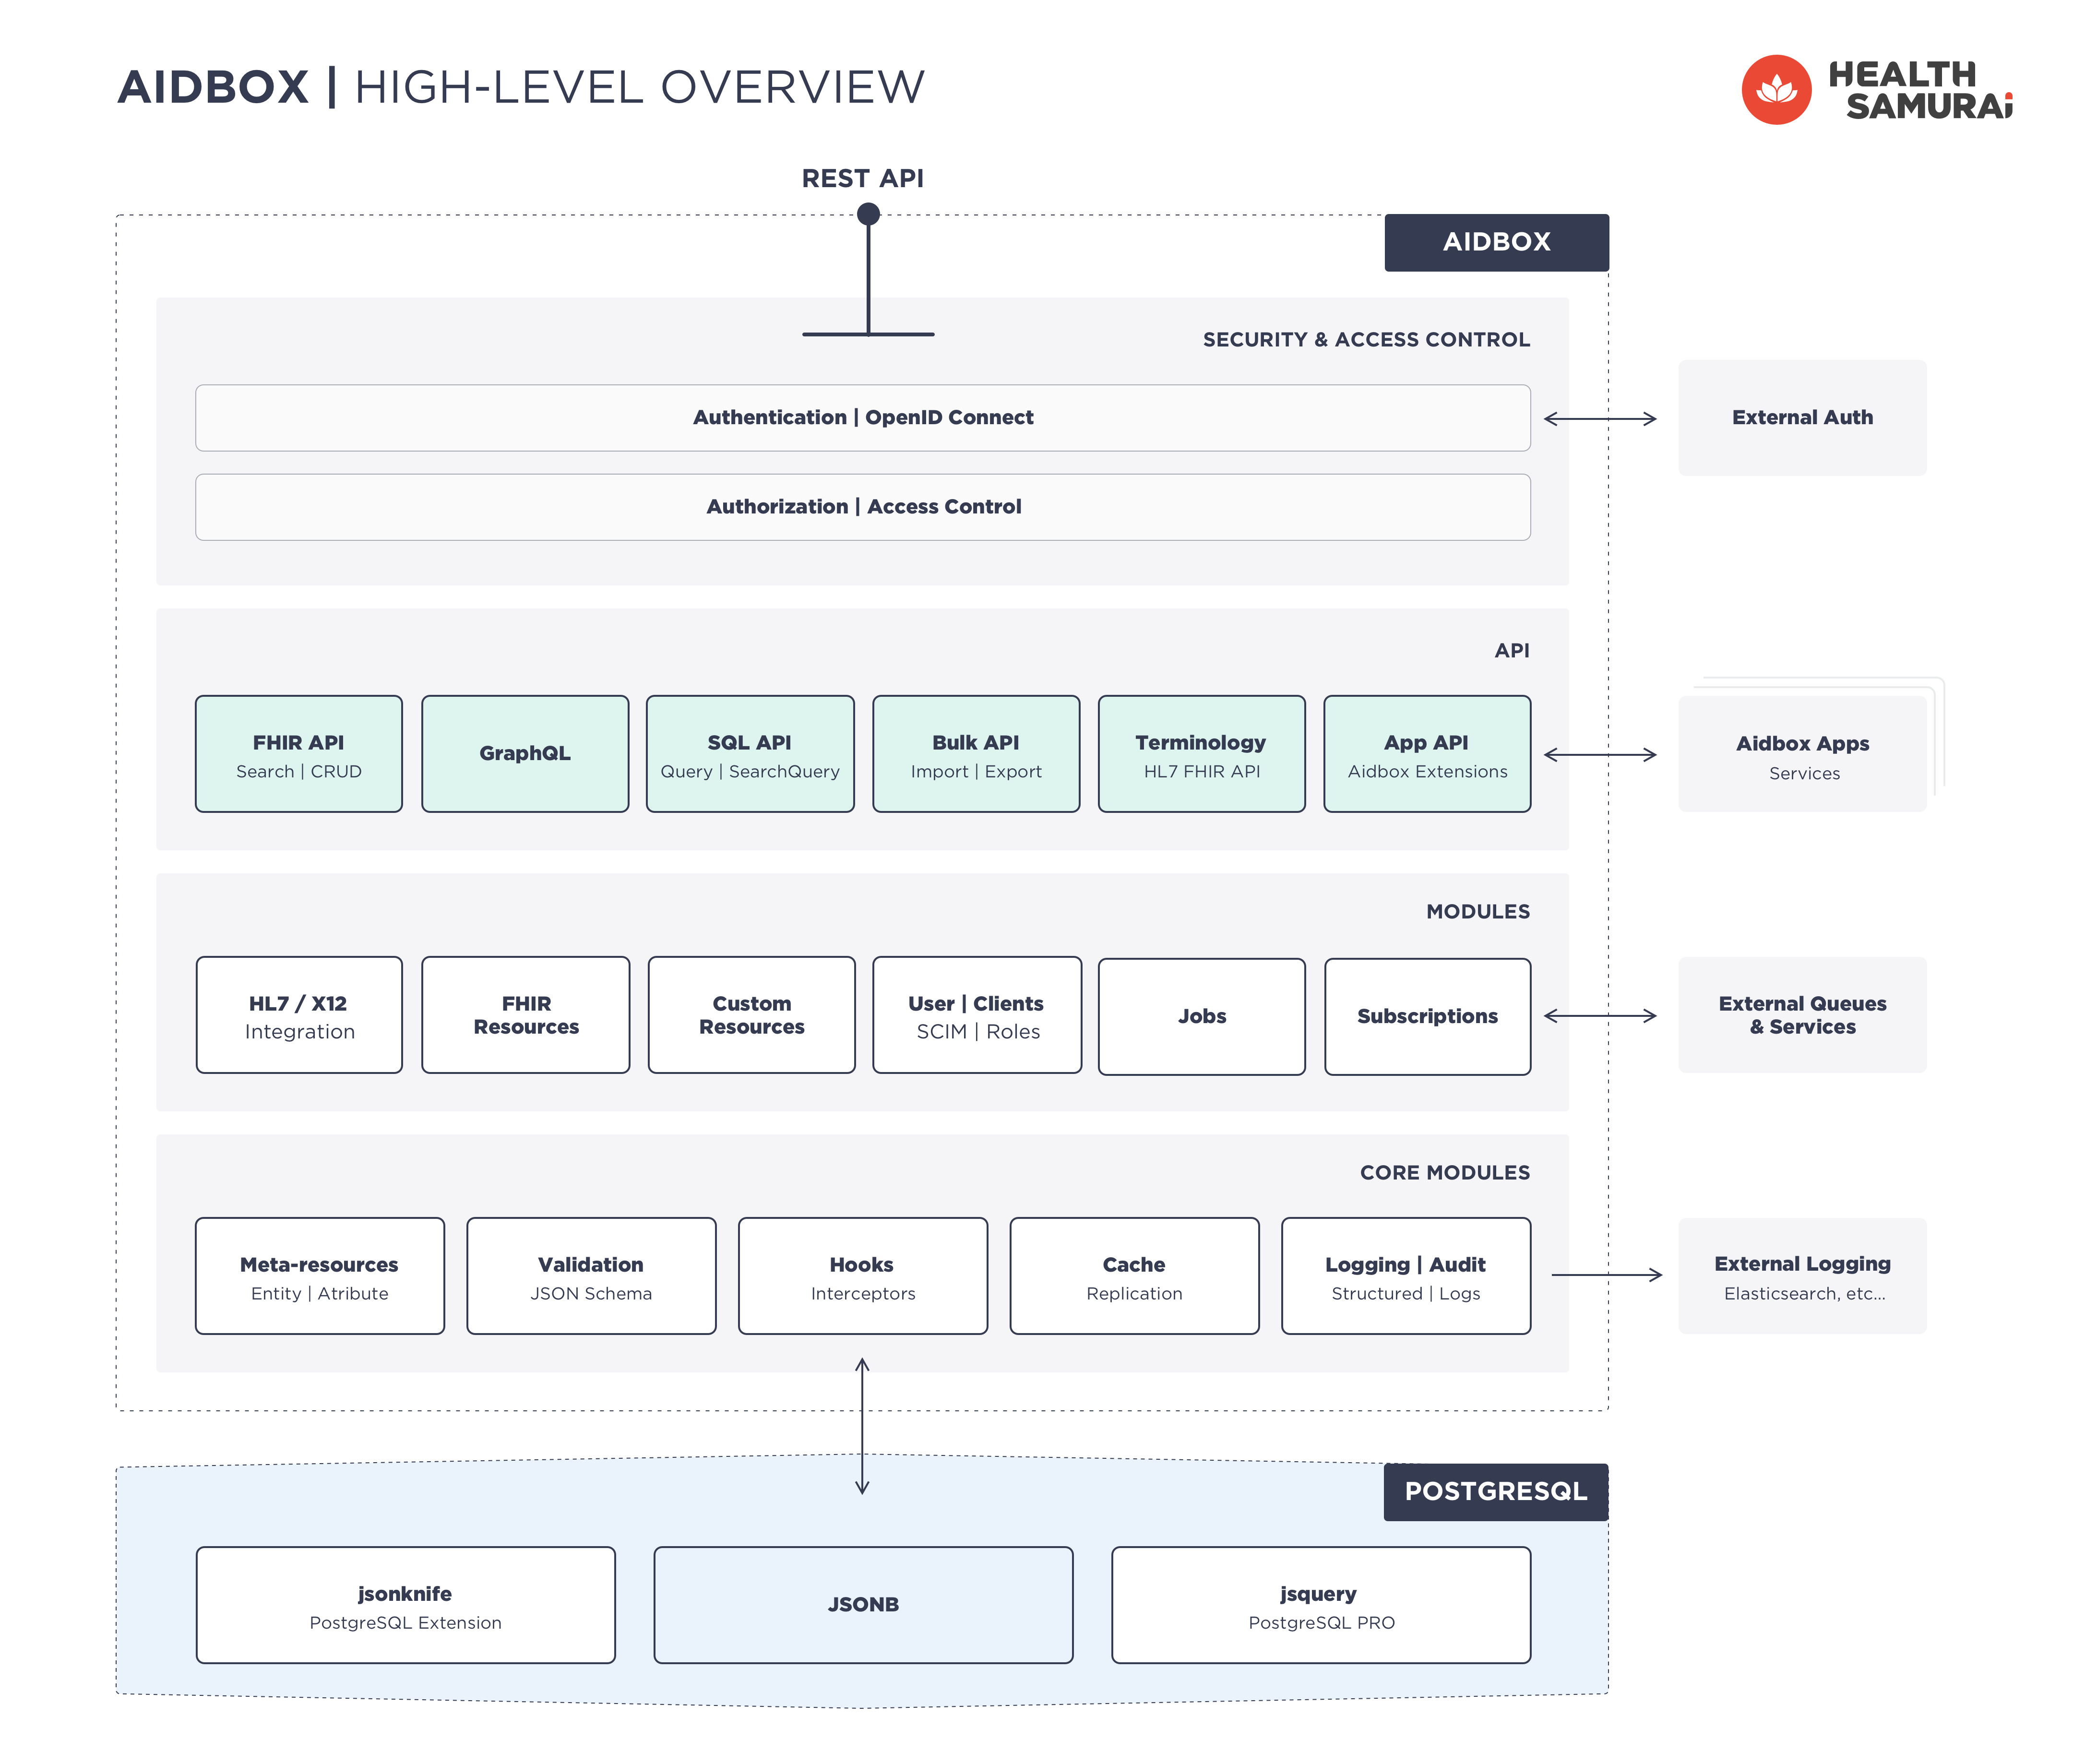 AIDBOX | HIGH-LEVEL OVERVIEW
HEALTH
SAMURAi
REST API
AIDBOX
SECURITY & ACCESS CONTROL
Authentication | OpenID Connect
External Auth
Authorization | Access Control
API
FHIR API
Search | CRUD
GraphQL
SQL API
Query | SearchQuery
Bulk API
Import | Export
Terminology
HL7 FHIR API
App API
Aidbox Extensions
Aidbox Apps
Services
MODULES
HL7 / X12
Integration
FHIR
Resources
Custom
Resources
User | Clients
SCIM | Roles
Jobs
Subscriptions
External Queues
& Services
CORE MODULES
Meta-resources
Entity | Atribute
Validation
JSON Schema
Hooks
Interceptors
Cache
Replication
Logging | Audit
Structured | Logs
External Logging
Elasticsearch, etc...
POSTGRESQL
jsonknife
PostgreSQL Extension
JSONB
jsquery
PostgreSQL PRO